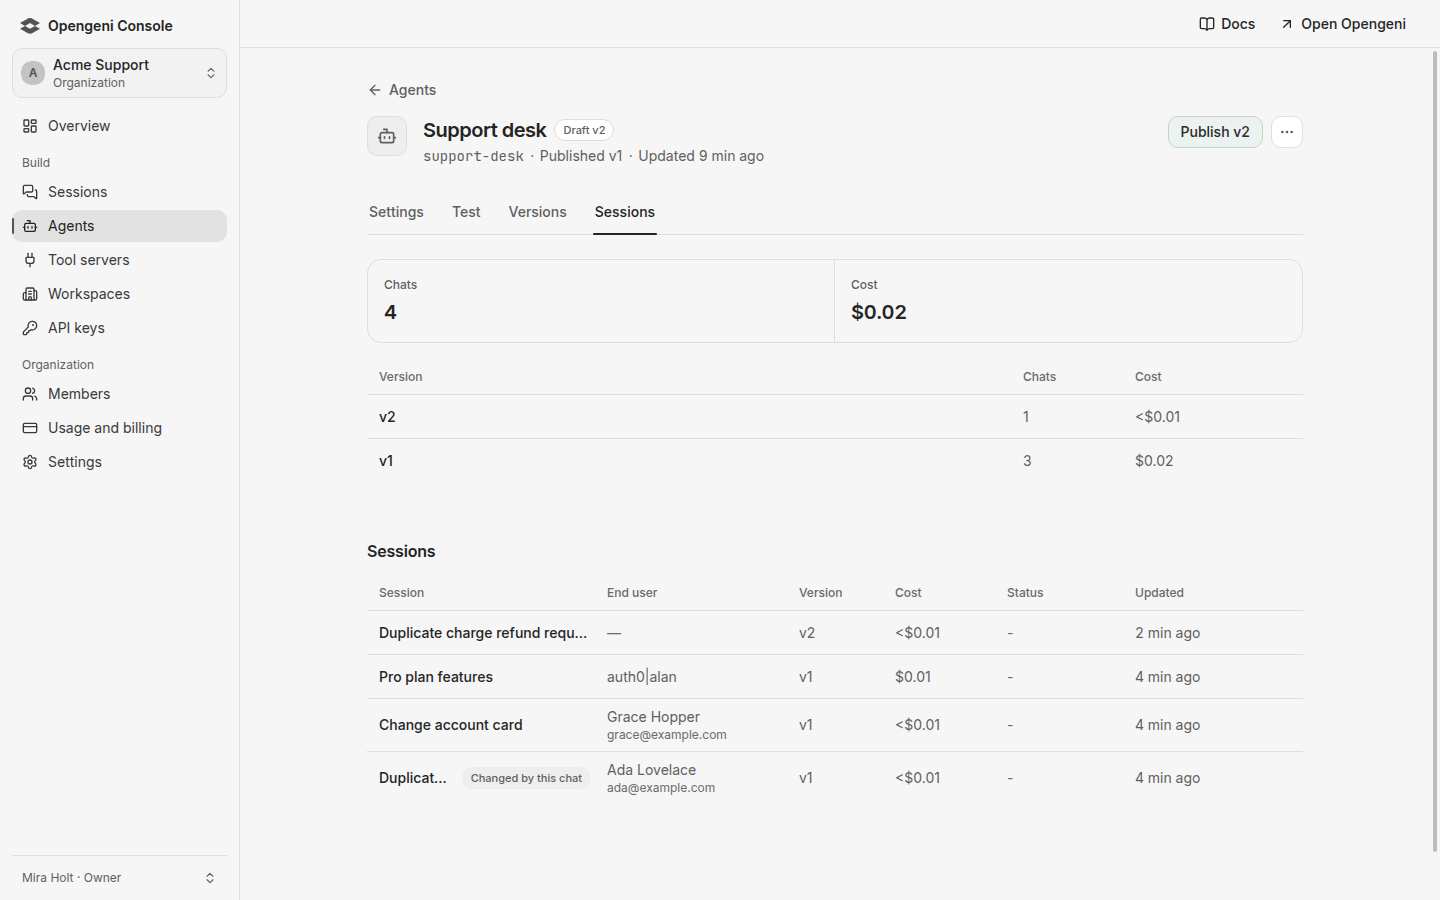 Opengeni Console
A
Acme Support
Organization
Overview
Build
Sessions
Agents
Tool servers
Workspaces
API keys
Organization
Members
Usage and billing
Settings
Mira Holt · Owner
Docs
Open Opengeni
Agents
Support desk
Draft v2
support-desk · Published v1 · Updated 9 min ago
Publish v2
Settings Test Versions Sessions
Chats
4
Cost
$0.02
Version Chats Cost
v2 1 <$0.01
v1 3 $0.02
Sessions
Session End user Version Cost Status Updated
Duplicate charge refund requ... — v2 <$0.01 - 2 min ago
Pro plan features auth0|alan v1 $0.01 - 4 min ago
Change account card Grace Hopper v1 <$0.01 - 4 min ago
grace@example.com
Duplicat... Changed by this chat Ada Lovelace v1 <$0.01 - 4 min ago
ada@example.com